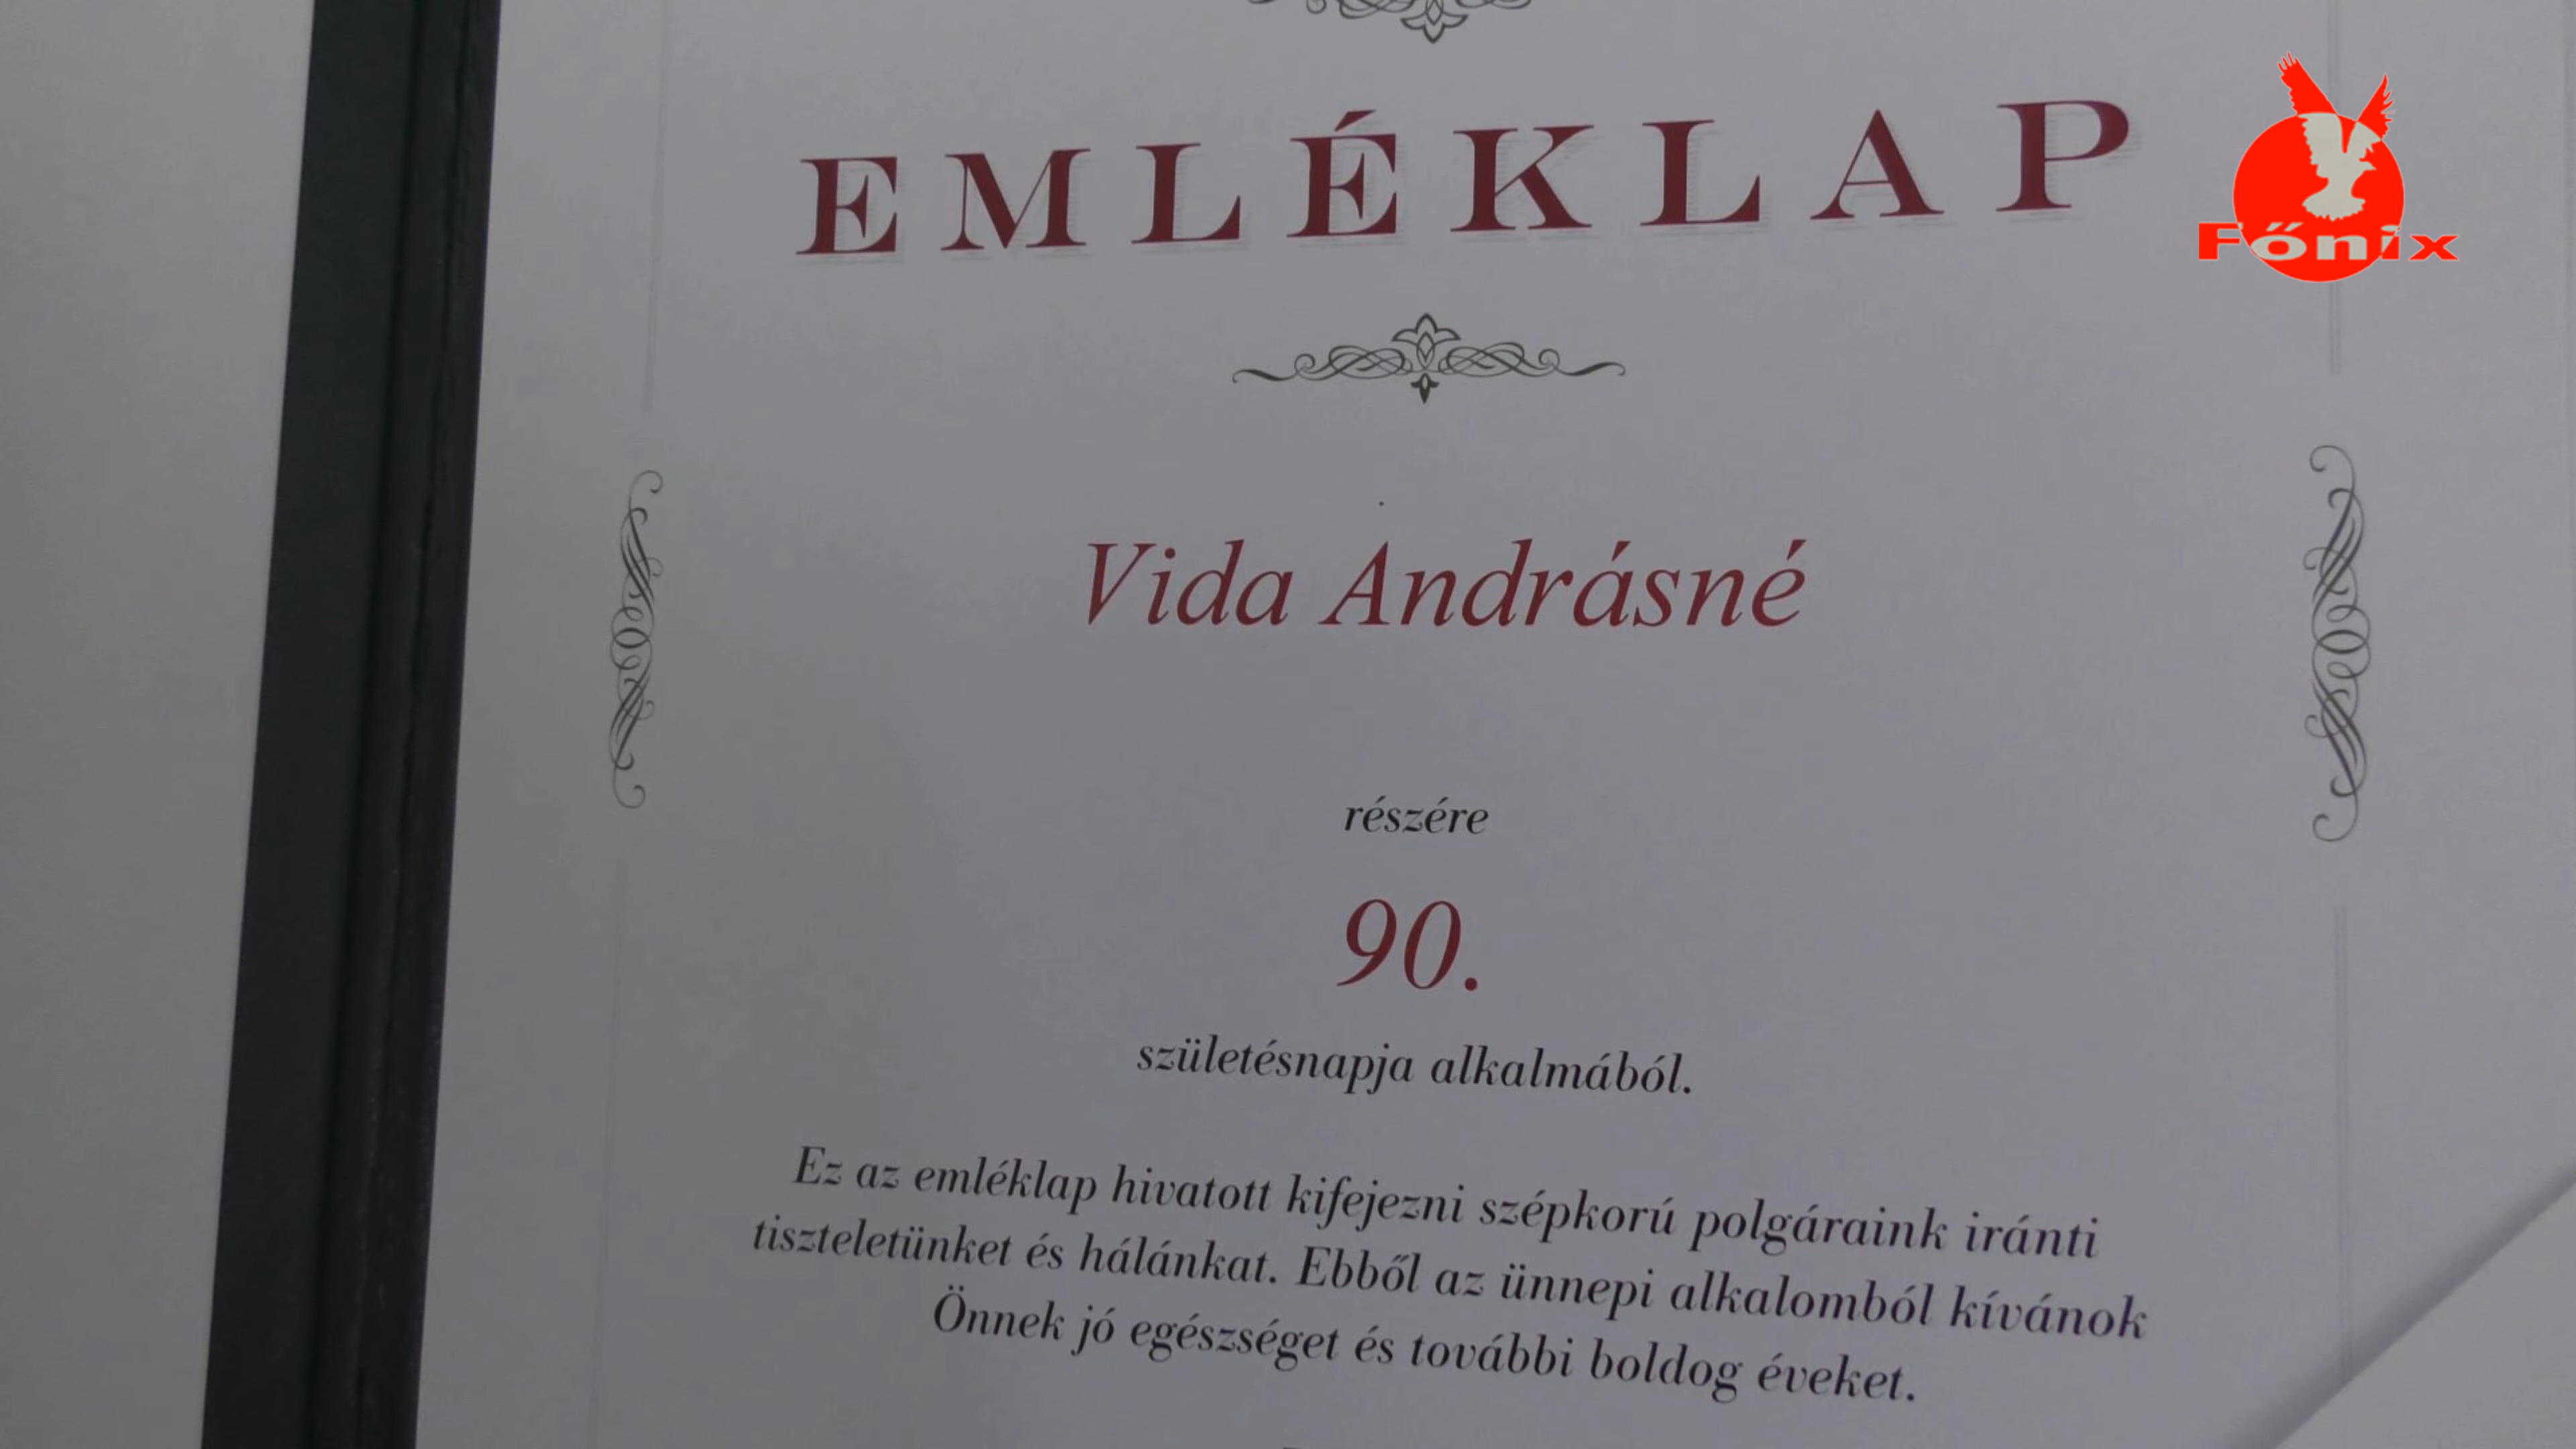 EMLÉKLAP
Főnix
Vida Andrásné
részére
90.
születésnapja alkalmából.
Ez az emléklap hivatott kifejezni szépkorú polgáraink iránti
tiszteletünket és hálánkat. Ebből az ünnepi alkalomból kívánok
Önnek jó egészséget és további boldog éveket.